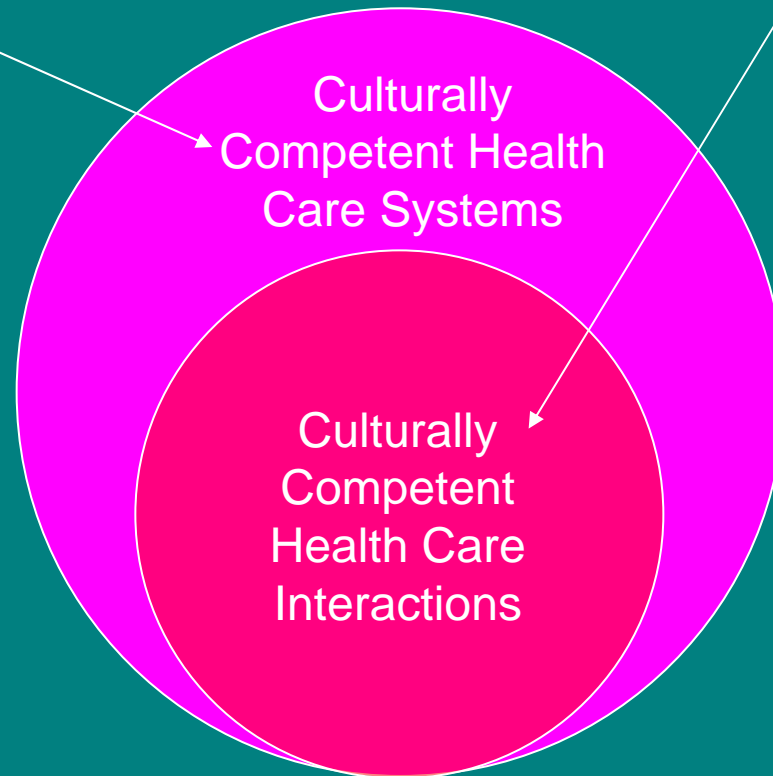 Culturally
Competent Health
Care Systems
Culturally
Competent
Health Care
Interactions